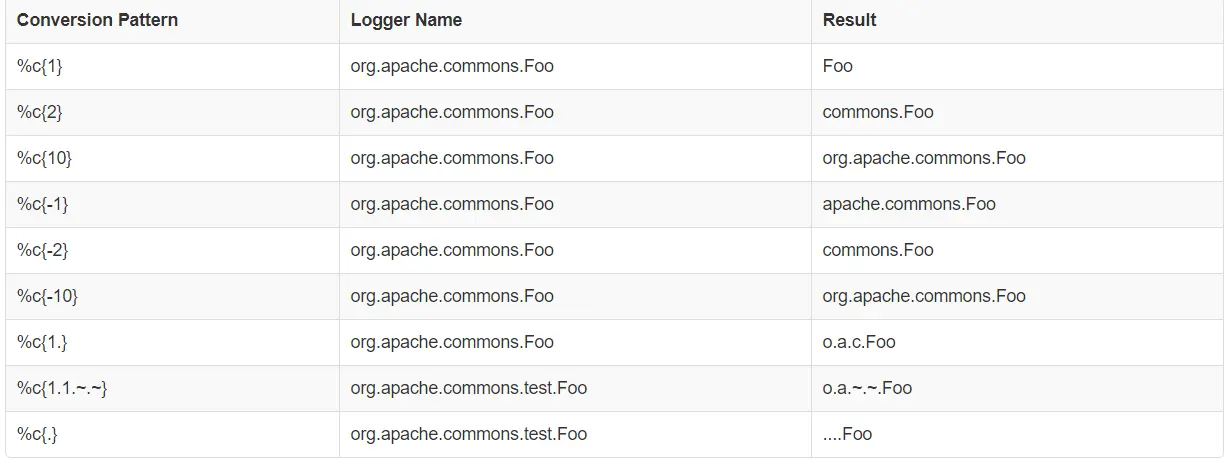 Conversion Pattern Logger Name Result
%c{1} org.apache.commons.Foo Foo
%c{2} org.apache.commons.Foo commons.Foo
%c{10} org.apache.commons.Foo org.apache.commons.Foo
%c{-1} org.apache.commons.Foo apache.commons.Foo
%c{-2} org.apache.commons.Foo commons.Foo
%c{-10} org.apache.commons.Foo org.apache.commons.Foo
%c{1.} org.apache.commons.Foo o.a.c.Foo
%c{1.1.~.~} org.apache.commons.test.Foo o.a.~.~.Foo
%c{.} org.apache.commons.test.Foo ....Foo